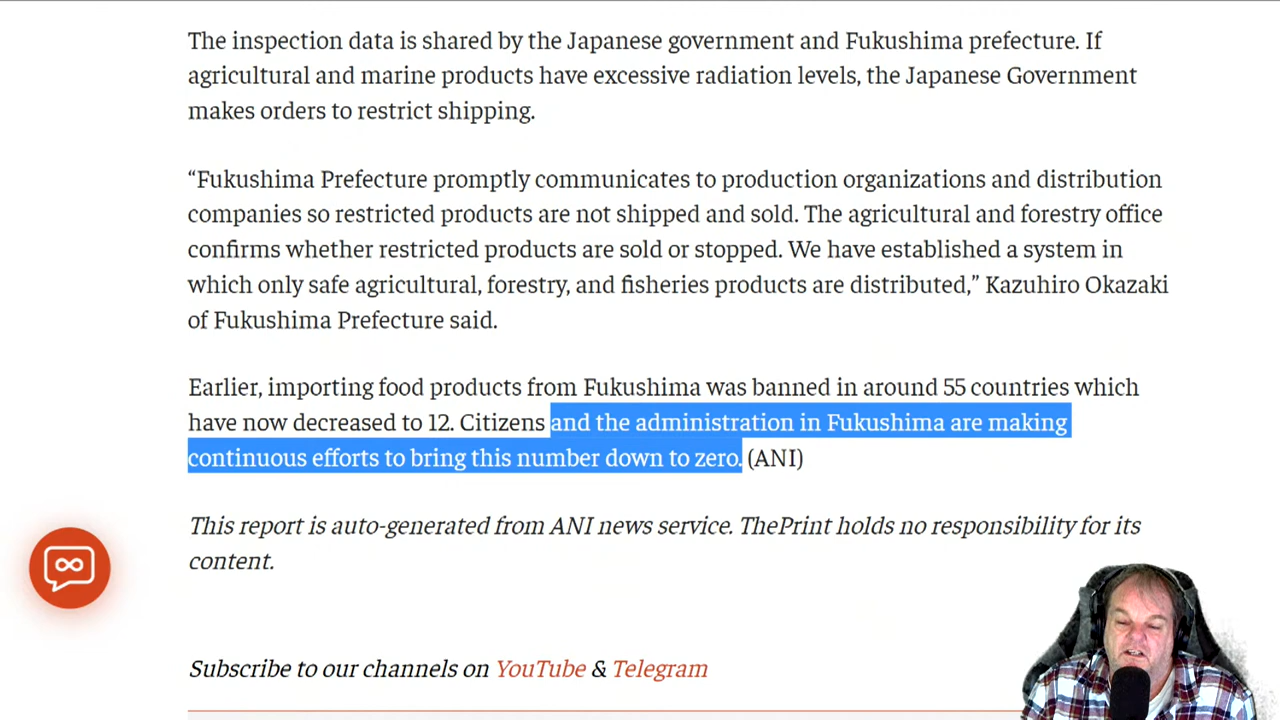 The inspection data is shared by the Japanese government and Fukushima prefecture. If
agricultural and marine products have excessive radiation levels, the Japanese Government
makes orders to restrict shipping.
“Fukushima Prefecture promptly communicates to production organizations and distribution
companies so restricted products are not shipped and sold. The agricultural and forestry office
confirms whether restricted products are sold or stopped. We have established a system in
which only safe agricultural, forestry, and fisheries products are distributed,” Kazuhiro Okazaki
of Fukushima Prefecture said.
Earlier, importing food products from Fukushima was banned in around 55 countries which
have now decreased to 12. Citizens and the administration in Fukushima are making
continuous efforts to bring this number down to zero. (ANI)
This report is auto-generated from ANI news service. ThePrint holds no responsibility for its
content.
Subscribe to our channels on YouTube & Telegram